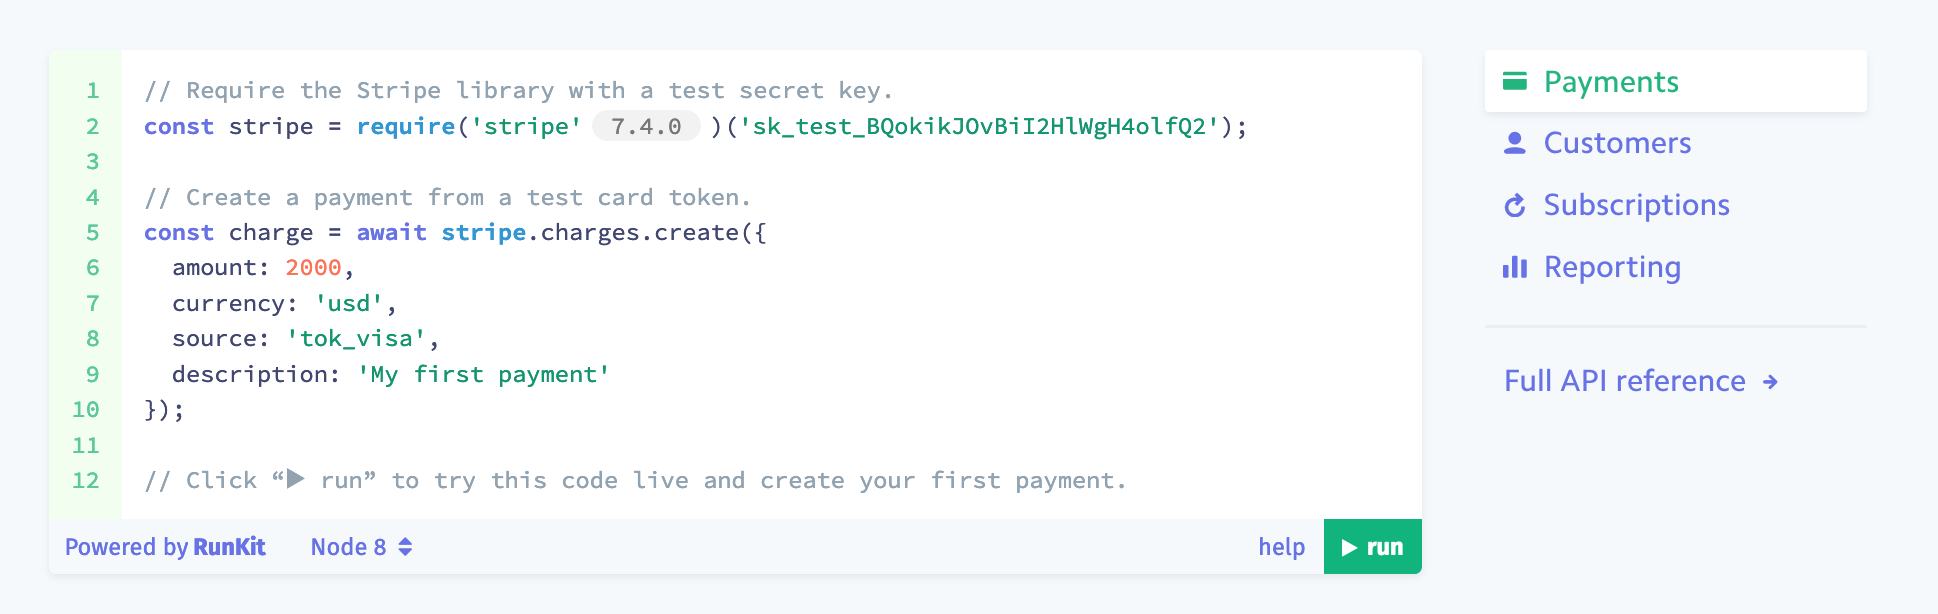 1 // Require the Stripe library with a test secret key.
2 const stripe = require('stripe' 7.4.0 )('sk_test_BQokikJOvBiI2HlWgH4olfQ2');
3
4 // Create a payment from a test card token.
5 const charge = await stripe.charges.create({
6 amount: 2000,
7 currency: 'usd',
8 source: 'tok_visa',
9 description: 'My first payment'
10 });
11
12 // Click “▶ run” to try this code live and create your first payment.
Powered by RunKit Node 8 help ▶ run
Payments
Customers
Subscriptions
Reporting
Full API reference →